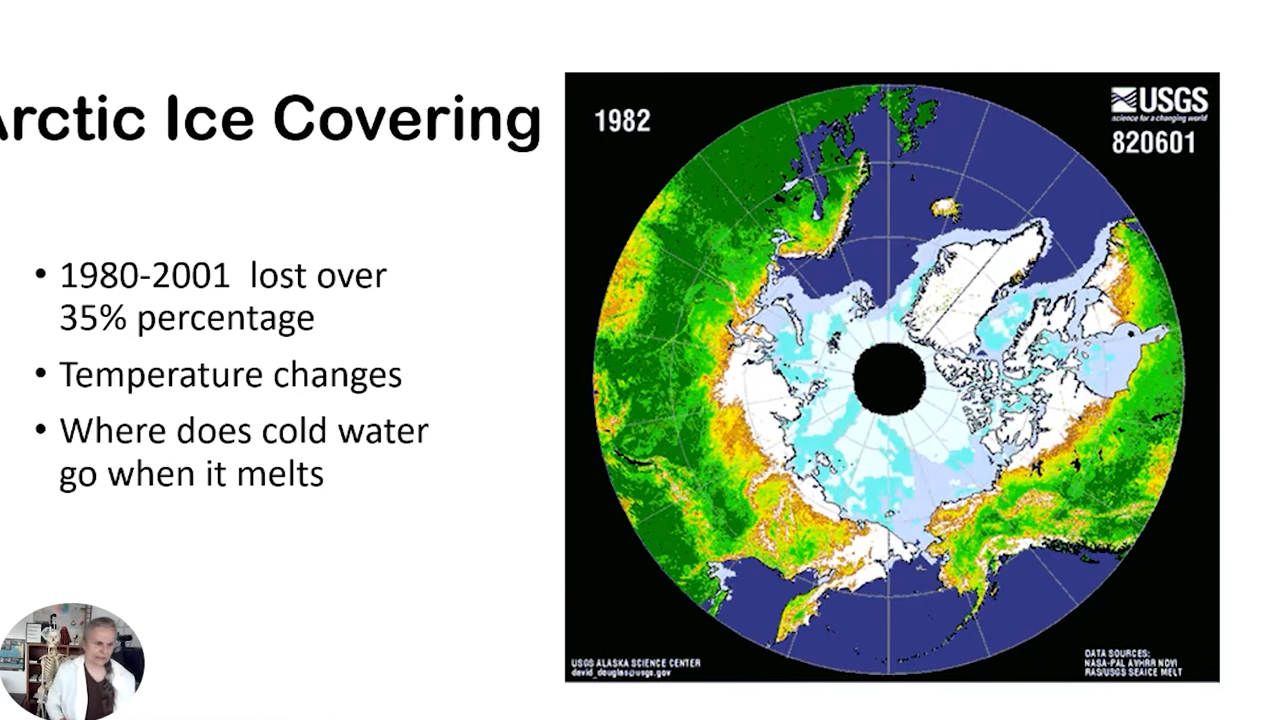 Arctic Ice Covering
• 1980-2001 lost over
35% percentage
• Temperature changes
• Where does cold water
go when it melts
1982
USGS
science for a changing world
820601
USGS ALASKA SCIENCE CENTER
david_douglas@usgs.gov
DATA SOURCES:
NASA-PAL AVHRR NDVI
RAS/USGS SEAICE MELT